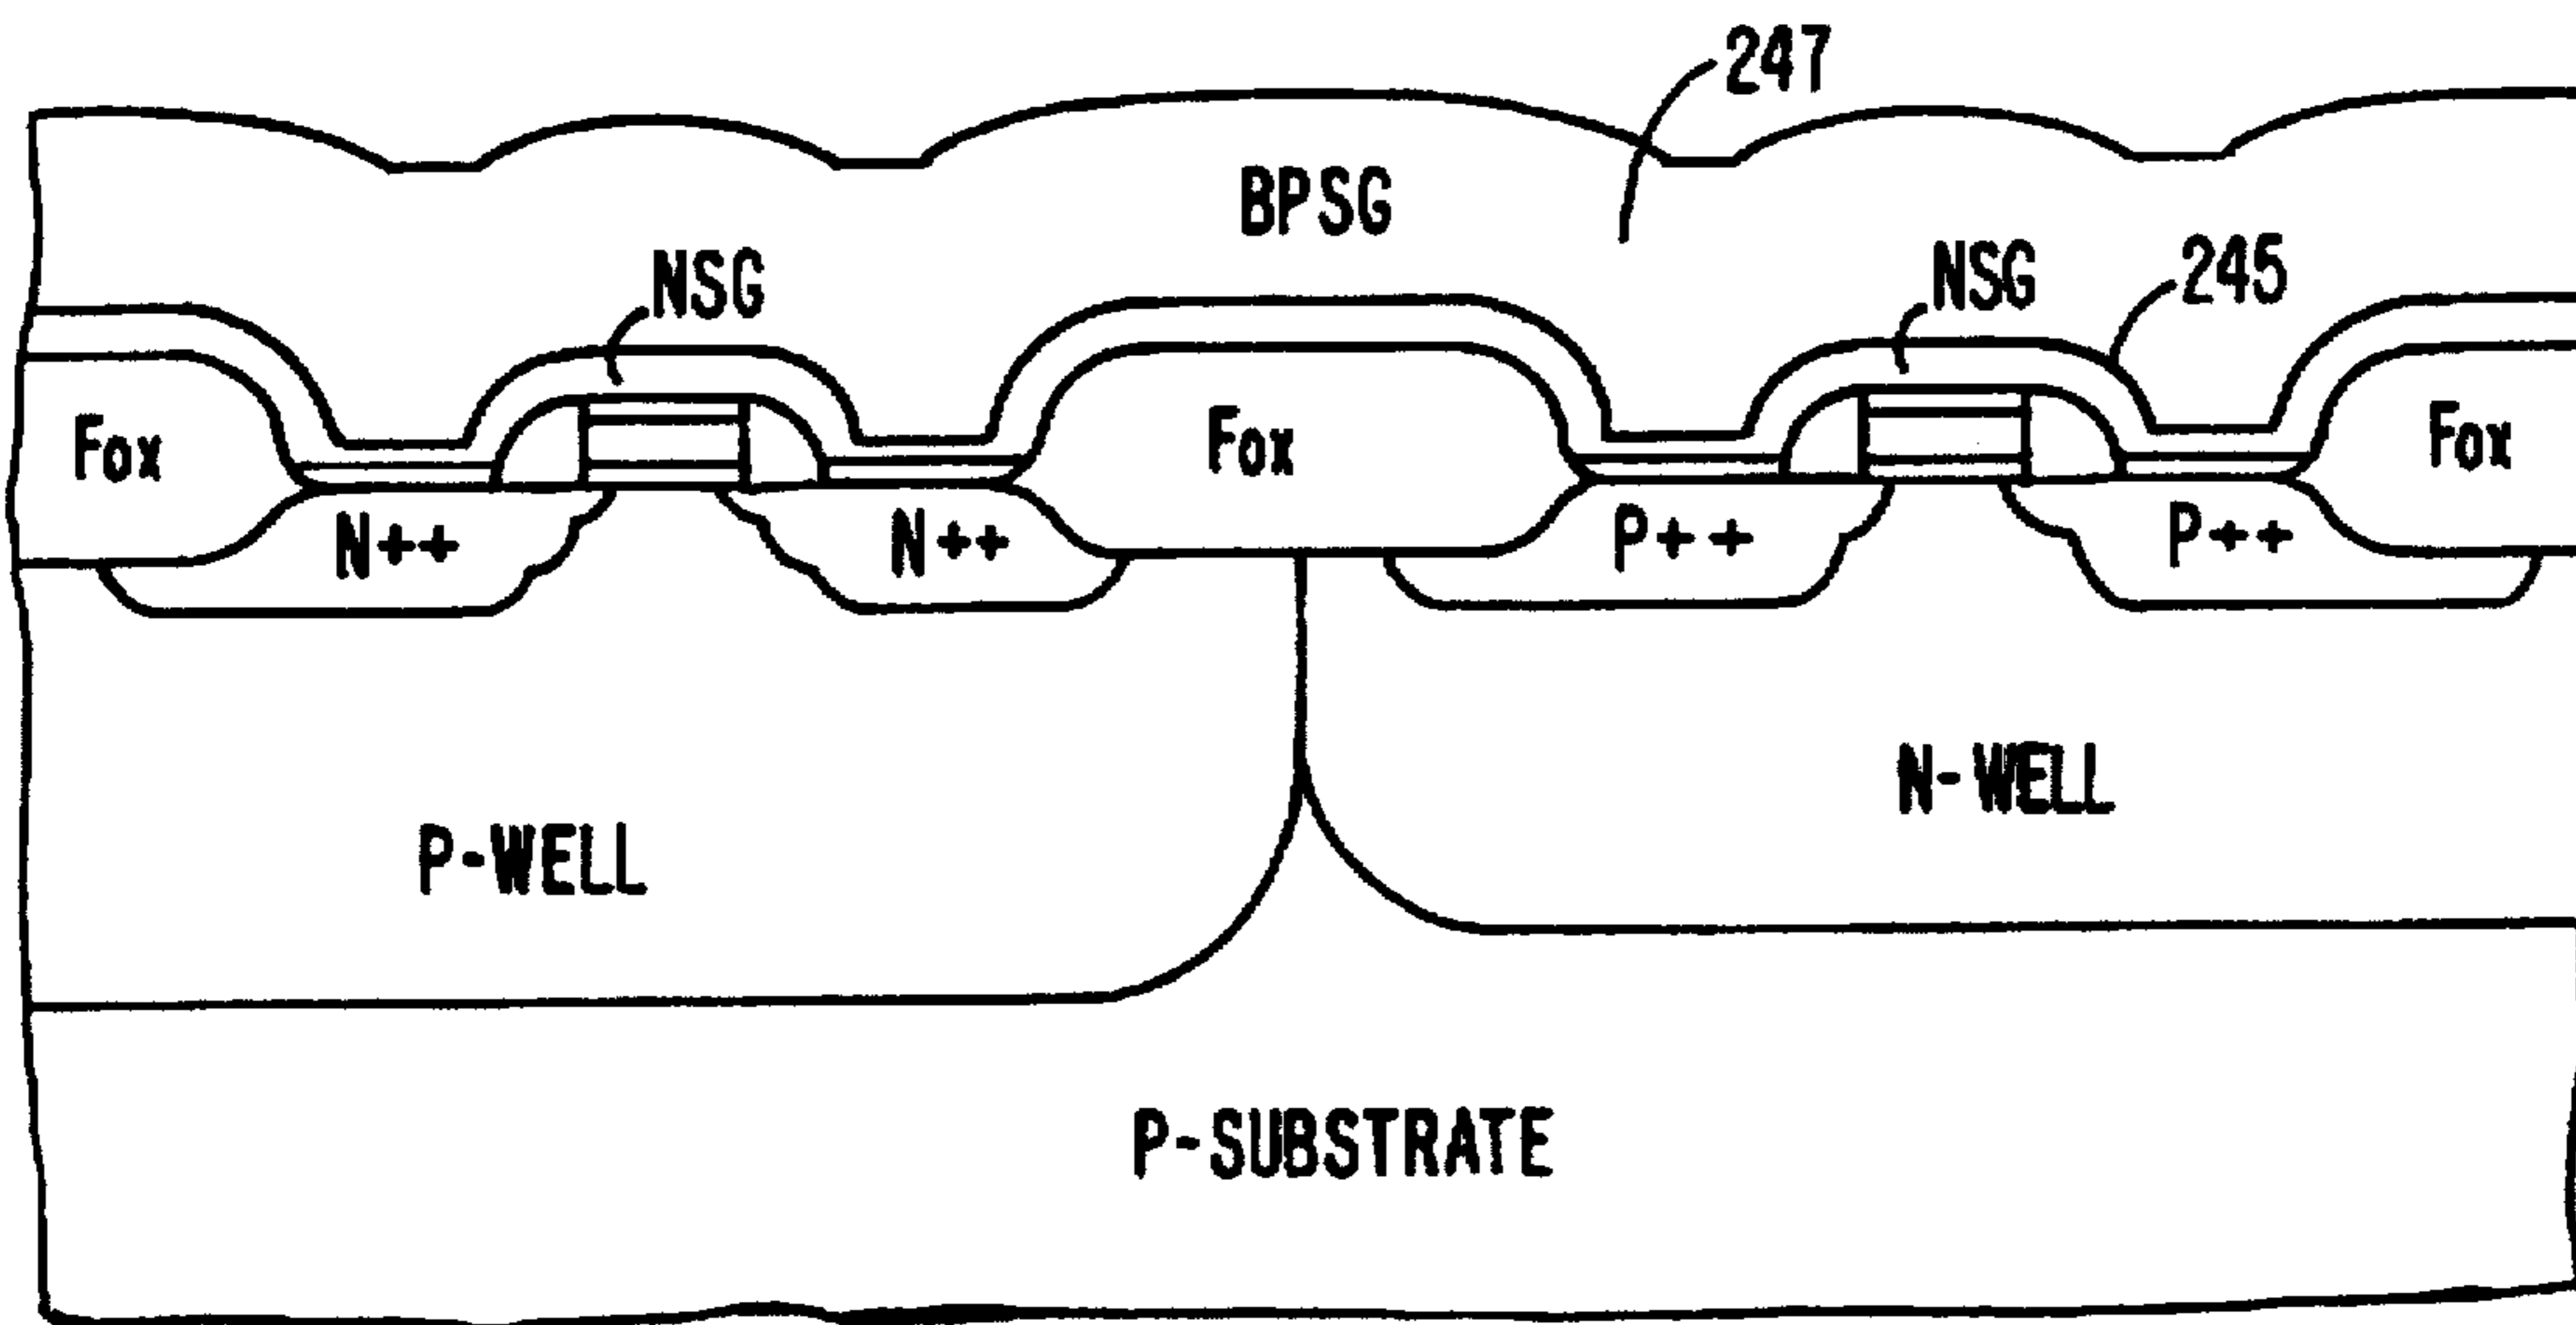 247
BPSG
NSG
NSG
245
Fox
Fox
Fox
N++
N++
P++
P++
N-WELL
P-WELL
P-SUBSTRATE